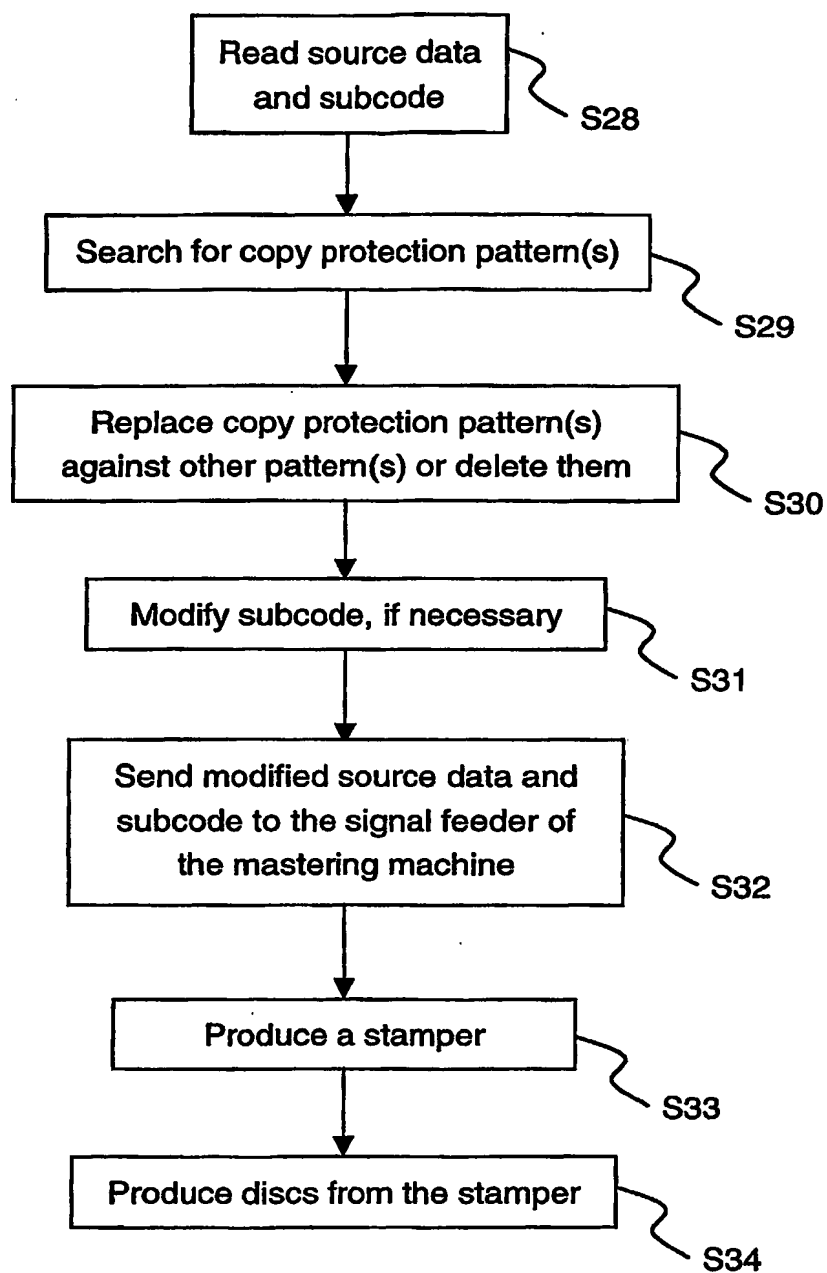 Read source data
and subcode
S28
Search for copy protection pattern(s)
S29
Replace copy protection pattern(s)
against other pattern(s) or delete them
S30
Modify subcode, if necessary
S31
Send modified source data and
subcode to the signal feeder of
the mastering machine
S32
Produce a stamper
S33
Produce discs from the stamper
S34